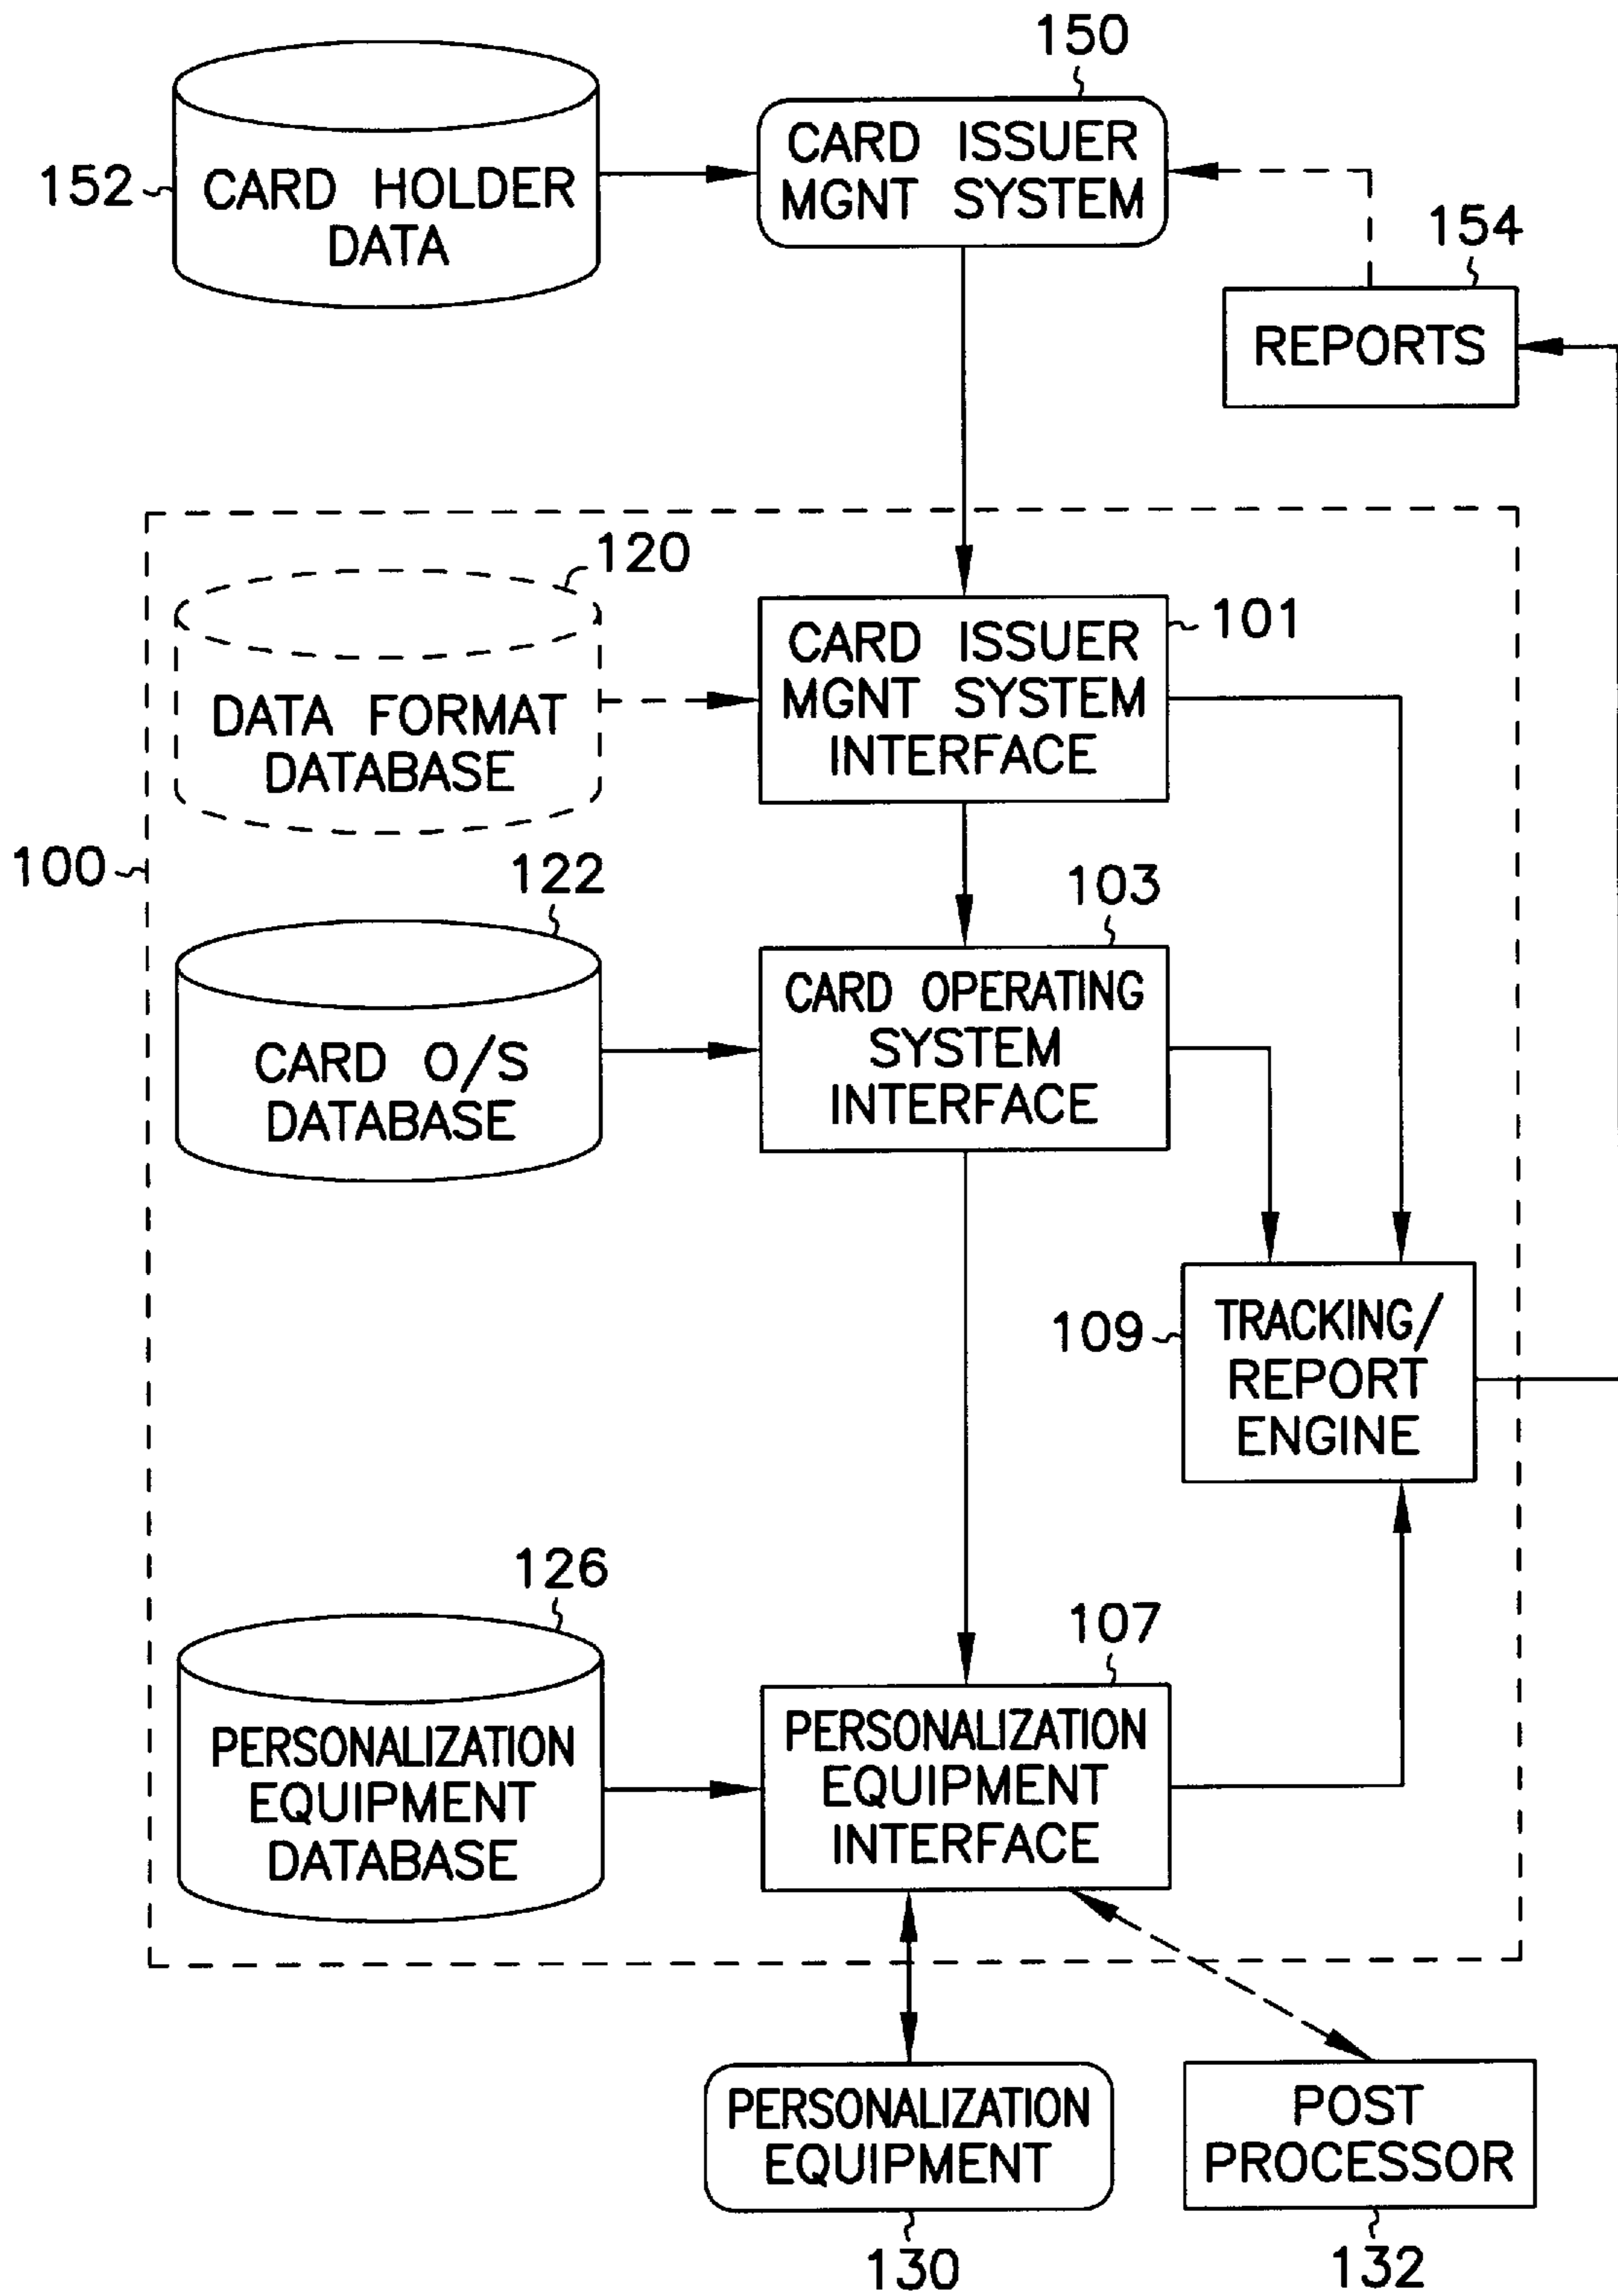 150
CARD ISSUER
MGNT SYSTEM
152
CARD HOLDER
DATA
154
REPORTS
120
DATA FORMAT
DATABASE
101
CARD ISSUER
MGNT SYSTEM
INTERFACE
100
122
CARD O/S
DATABASE
103
CARD OPERATING
SYSTEM
INTERFACE
109
TRACKING/
REPORT
ENGINE
126
PERSONALIZATION
EQUIPMENT
DATABASE
107
PERSONALIZATION
EQUIPMENT
INTERFACE
PERSONALIZATION
EQUIPMENT
130
POST
PROCESSOR
132